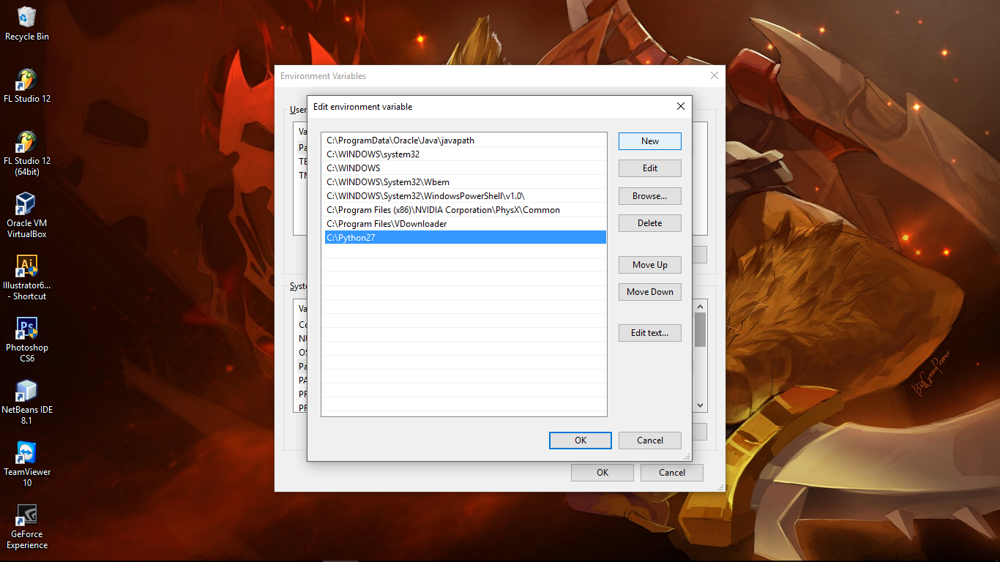 Recycle Bin
FL Studio 12
FL Studio 12
(64bit)
Oracle VM
VirtualBox
Illustrator6...
- Shortcut
Photoshop
CS6
NetBeans IDE
8.1
TeamViewer
10
GeForce
Experience
Environment Variables
User
Va
Pa
TE
Syste
Va
Co
NU
OS
Pa
PA
PR
PR
OK
Cancel
Edit environment variable
C:\ProgramData\Oracle\Java\javapath
C:\WINDOWS\system32
C:\WINDOWS
C:\WINDOWS\System32\Wbem
C:\WINDOWS\System32\WindowsPowerShell\v1.0\
C:\Program Files (x86)\NVIDIA Corporation\PhysX\Common
C:\Program Files\VDownloader
C:\Python27
New
Edit
Browse...
Delete
Move Up
Move Down
Edit text...
OK
Cancel